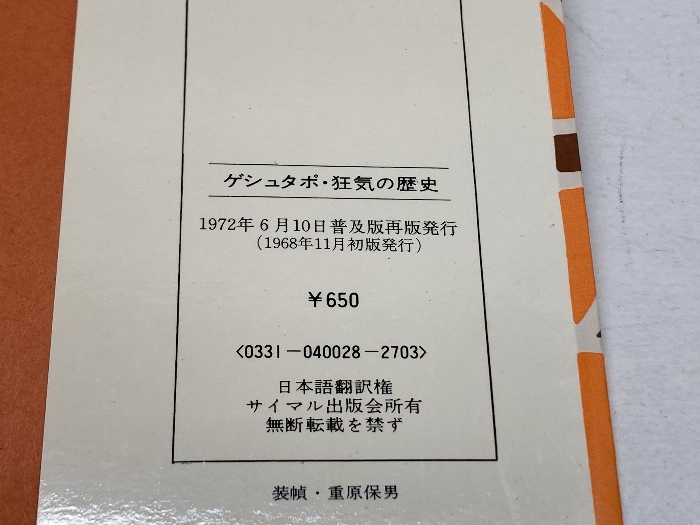 ゲシュタポ・狂気の歴史
1972年6月10日普及版再版発行
(1968年11月初版発行)
￥650
<0331－040028－2703>
日本語翻訳権
サイマル出版会所有
無断転載を禁ず
装幀・重原保男